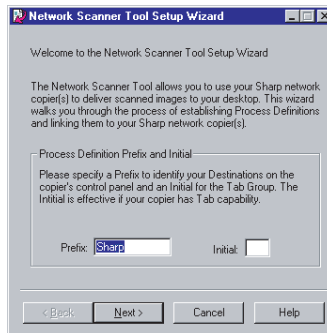 Network Scanner Tool Setup Wizard
Welcome to the Network Scanner Tool Setup Wizard
The Network Scanner Tool allows you to use your Sharp network
copier(s) to deliver scanned images to your desktop. This wizard
walks you through the process of establishing Process Definitions
and linking them to your Sharp network copier(s).
Process Definition Prefix and Initial
Please specify a Prefix to identify your Destinations on the
copier's control panel and an Initial for the Tab Group. The
Intitial is effective if your copier has Tab capability.
Prefix: Sharp Initial:
< Back Next > Cancel Help